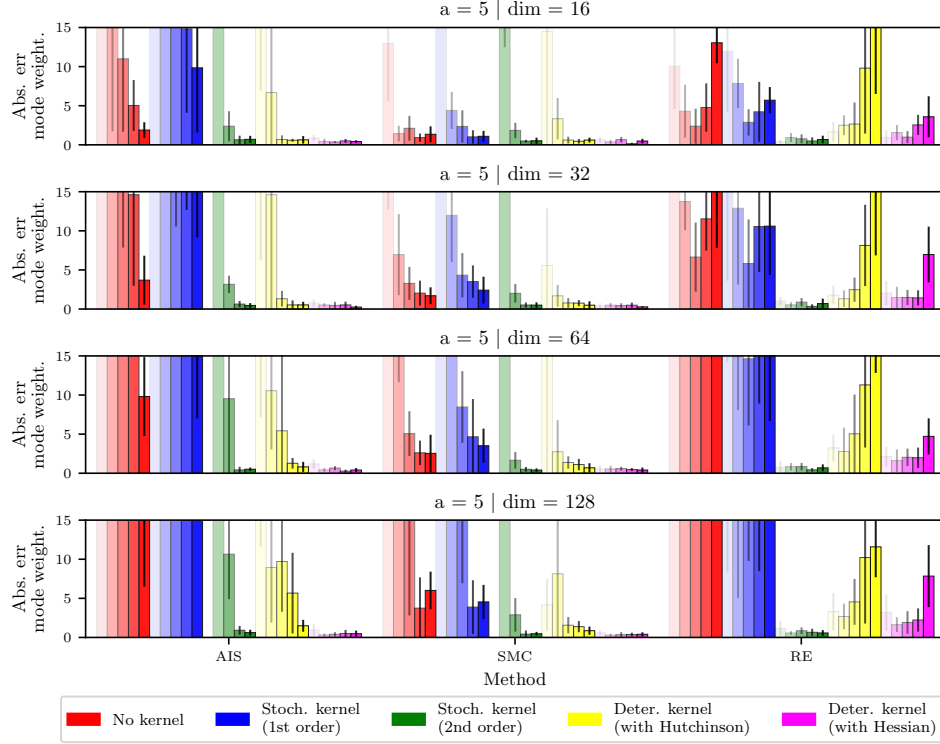 a = 5 | dim = 16
Abs. err
mode weight.
15
10
5
0
a = 5 | dim = 32
Abs. err
mode weight.
15
10
5
0
a = 5 | dim = 64
Abs. err
mode weight.
15
10
5
0
a = 5 | dim = 128
Abs. err
mode weight.
15
10
5
0
AIS
SMC
RE
Method
No kernel
Stoch. kernel
(1st order)
Stoch. kernel
(2nd order)
Deter. kernel
(with Hutchinson)
Deter. kernel
(with Hessian)